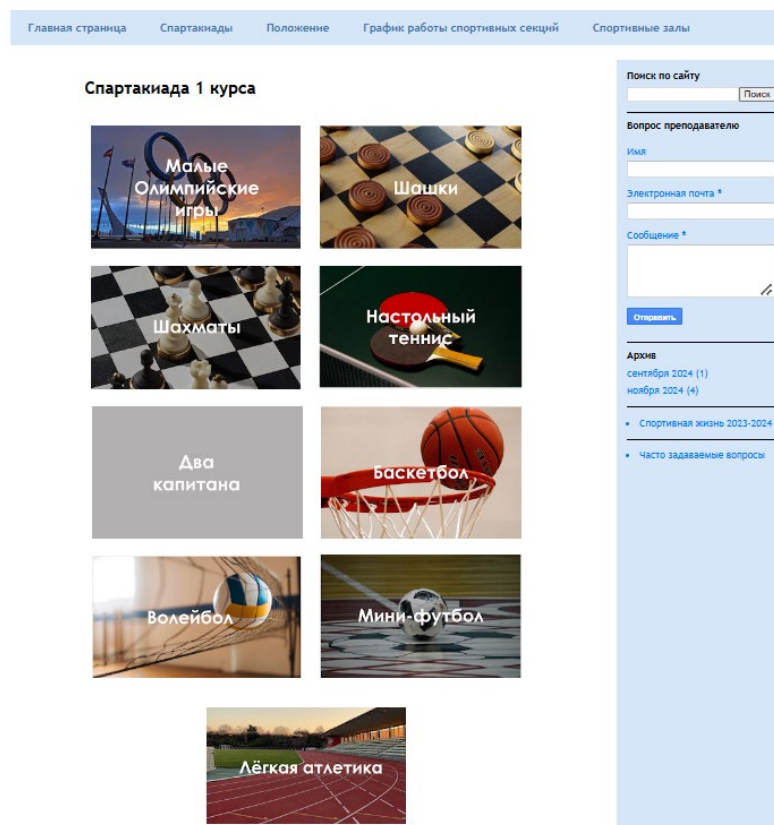 Главная страница Спартакиады Положение График работы спортивных секций Спортивные залы
Спартакиада 1 курса
Малые
Олимпийские
игры
Шашки
Шахматы
Настольный
теннис
Два
капитана
Баскетбол
Волейбол
Мини-футбол
Лёгкая атлетика
Поиск по сайту
Поиск
Вопрос преподавателю
Имя
Электронная почта *
Сообщение *
Отправить
Архив
сентября 2024 (1)
ноября 2024 (4)
Спортивная жизнь 2023-2024
Часто задаваемые вопросы